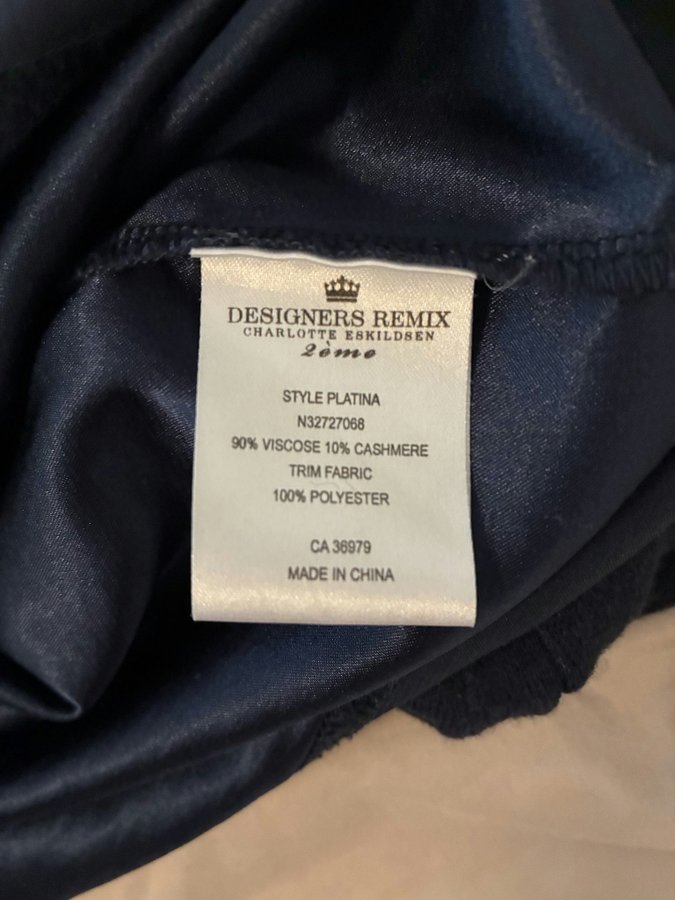 DESIGNERS REMIX
CHARLOTTE ESKILDSEN
2ème
STYLE PLATINA
N32727068
90% VISCOSE 10% CASHMERE
TRIM FABRIC
100% POLYESTER
CA 36979
MADE IN CHINA